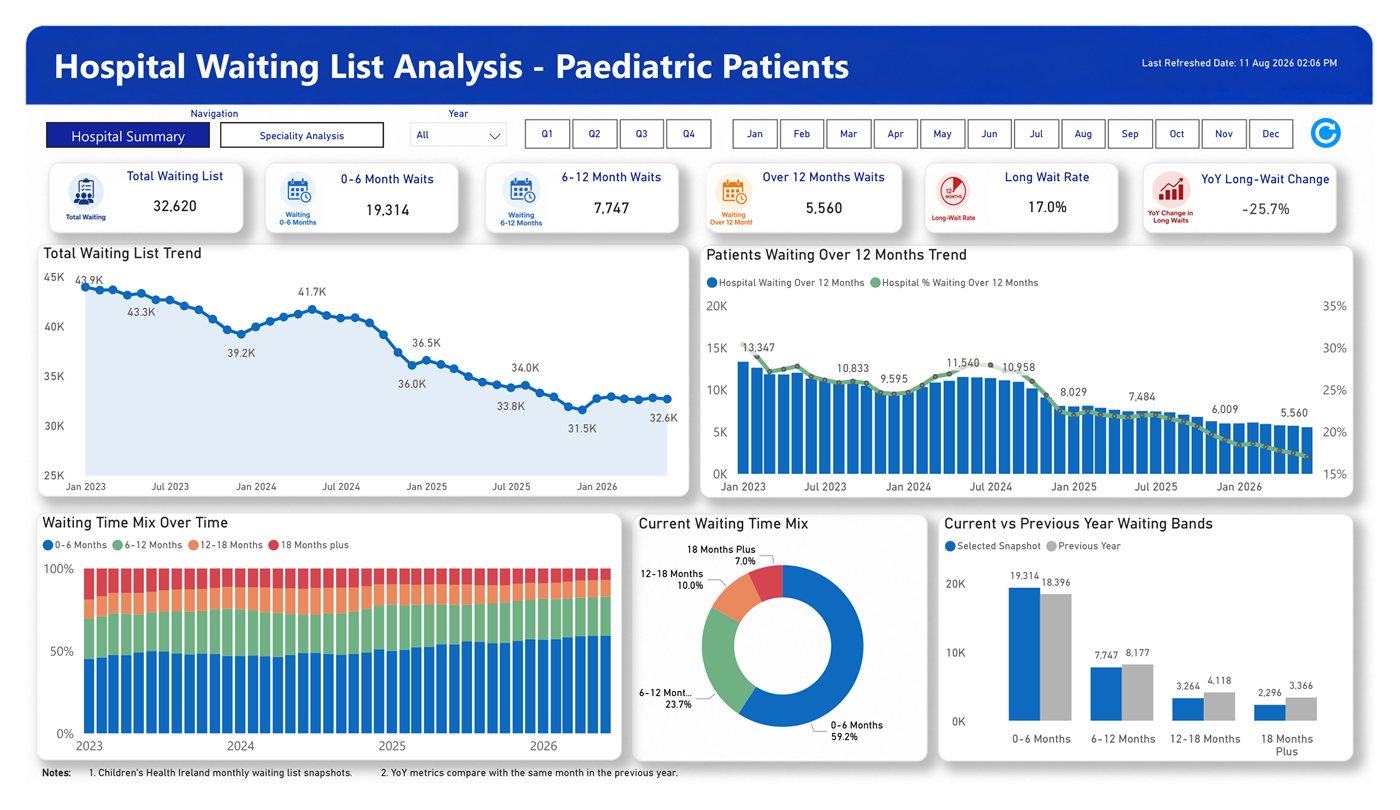 Hospital Waiting List Analysis - Paediatric Patients
Last Refreshed Date: 11 Aug 2026 02:06 PM
Navigation
Year
Hospital Summary
Speciality Analysis
All
Q1
Q2
Q3
Q4
Jan
Feb
Mar
Apr
May
Jun
Jul
Aug
Sep
Oct
Nov
Dec
Total Waiting
Total Waiting List
32,620
Waiting
0-6 Months
0-6 Month Waits
19,314
Waiting
6-12 Months
6-12 Month Waits
7,747
Waiting
Over 12 Mont
Over 12 Months Waits
5,560
12
MONTHS
Long-Wait Rate
Long Wait Rate
17.0%
YoY Change in
Long Waits
YoY Long-Wait Change
-25.7%
Total Waiting List Trend
45K
40K
35K
30K
25K
43.9K
43.3K
39.2K
41.7K
36.0K
36.5K
33.8K
34.0K
31.5K
32.6K
Jan 2023
Jul 2023
Jan 2024
Jul 2024
Jan 2025
Jul 2025
Jan 2026
Patients Waiting Over 12 Months Trend
Hospital Waiting Over 12 Months
Hospital % Waiting Over 12 Months
20K
15K
10K
5K
0K
35%
30%
25%
20%
15%
13,347
10,833
9,595
11,540
10,958
8,029
7,484
6,009
5,560
Jan 2023
Jul 2023
Jan 2024
Jul 2024
Jan 2025
Jul 2025
Jan 2026
Waiting Time Mix Over Time
0-6 Months
6-12 Months
12-18 Months
18 Months plus
100%
50%
0%
2023
2024
2025
2026
Current Waiting Time Mix
18 Months Plus
7.0%
12-18 Months
10.0%
6-12 Mont...
23.7%
0-6 Months
59.2%
Current vs Previous Year Waiting Bands
Selected Snapshot
Previous Year
20K
10K
0K
19,314
18,396
7,747
8,177
3,264
4,118
2,296
3,366
0-6 Months
6-12 Months
12-18 Months
18 Months
Plus
Notes: 1. Children's Health Ireland monthly waiting list snapshots. 2. YoY metrics compare with the same month in the previous year.